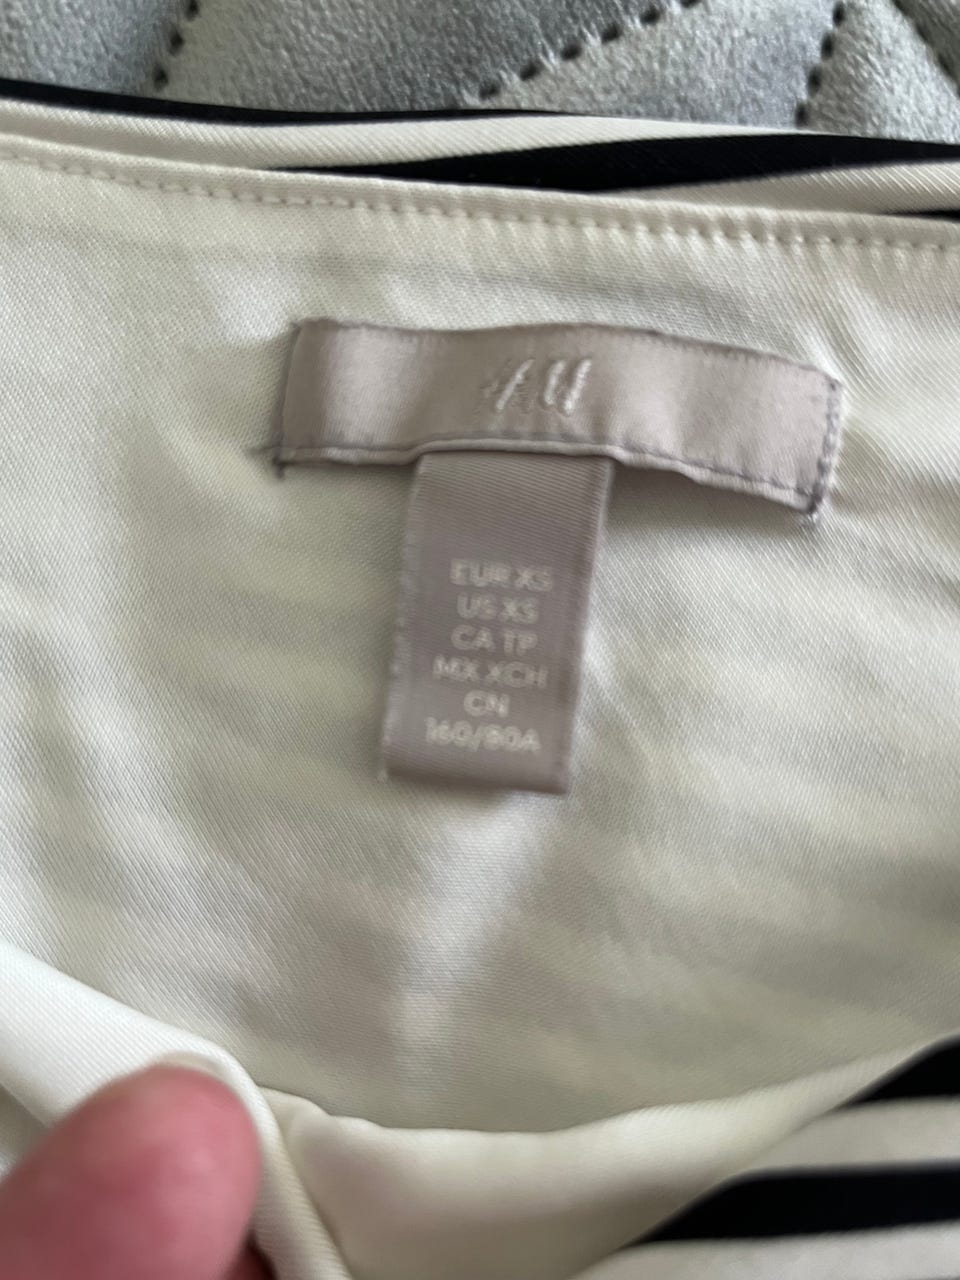 H&M
EUR XS
US XS
CA TP
MX XCH
CN
160/80A